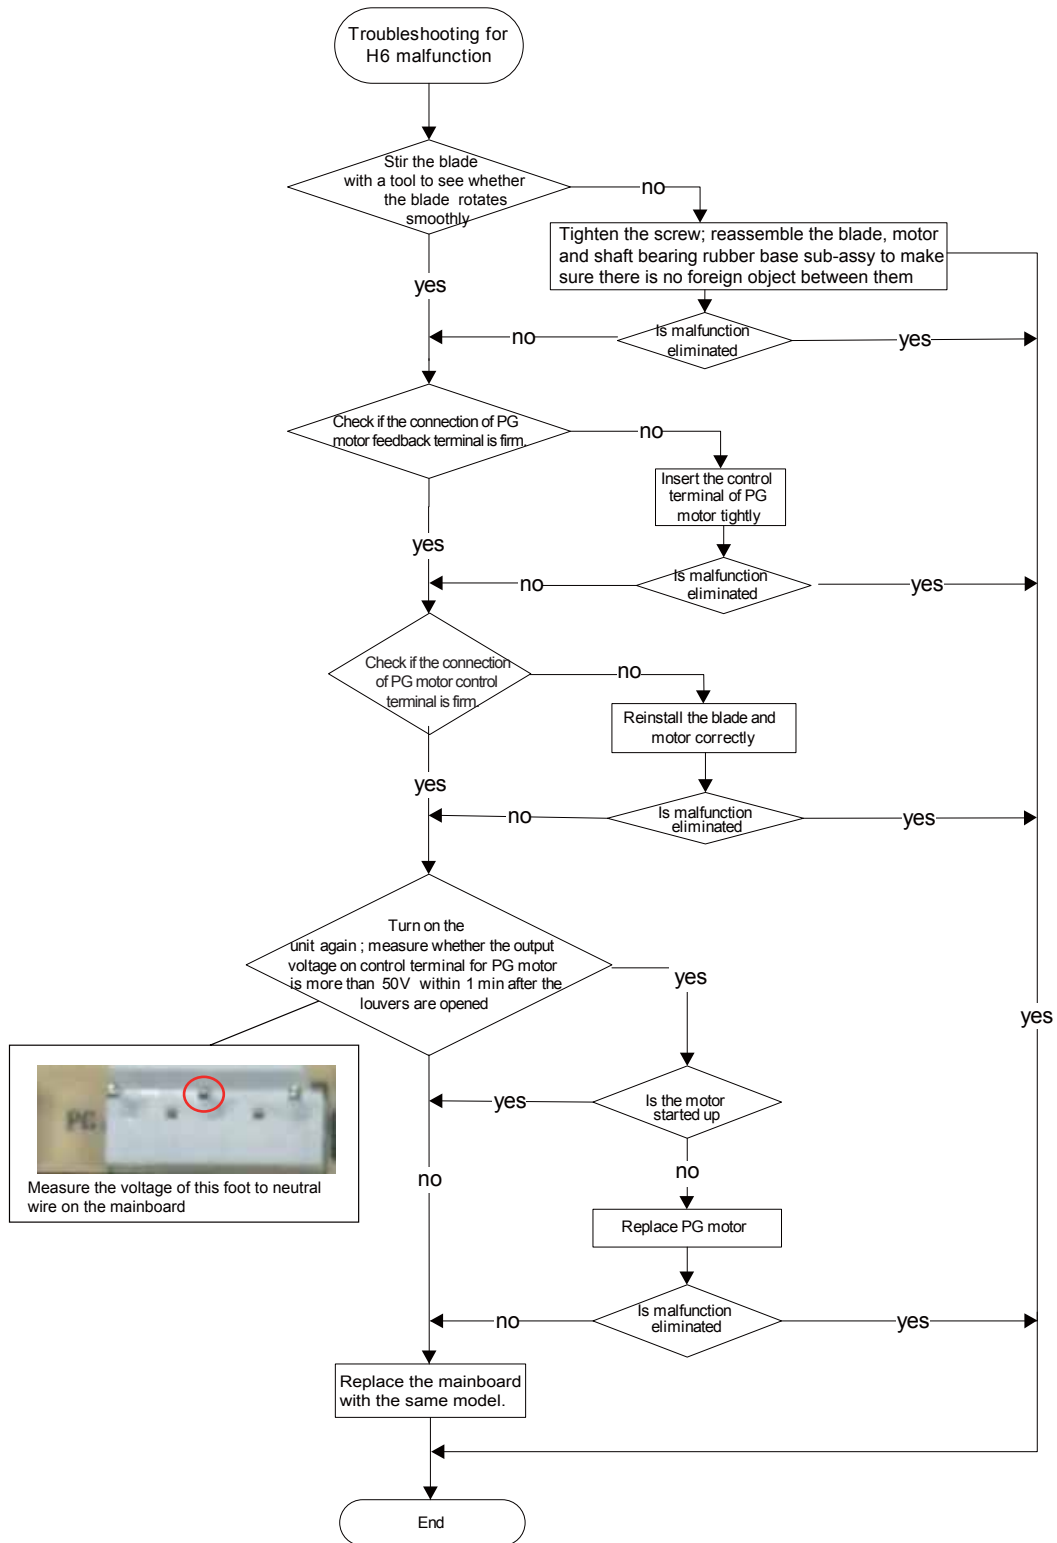 Troubleshooting for
H6 malfunction
Stir the blade
with a tool to see whether
the blade rotates
smoothly
no
Tighten the screw; reassemble the blade, motor
and shaft bearing rubber base sub-assy to make
sure there is no foreign object between them
yes
Is malfunction
eliminated
no
yes
Check if the connection of PG
motor feedback terminal is firm.
no
Insert the control
terminal of PG
motor tightly
yes
Is malfunction
eliminated
no
yes
Check if the connection
of PG motor control
terminal is firm.
no
Reinstall the blade and
motor correctly
yes
Is malfunction
eliminated
no
yes
Turn on the
unit again ; measure whether the output
voltage on control terminal for PG motor
is more than 50V within 1 min after the
louvers are opened
yes
yes
PG
Measure the voltage of this foot to neutral
wire on the mainboard
Is the motor
started up
yes
no
no
Replace PG motor
Is malfunction
eliminated
no
yes
Replace the mainboard
with the same model.
End